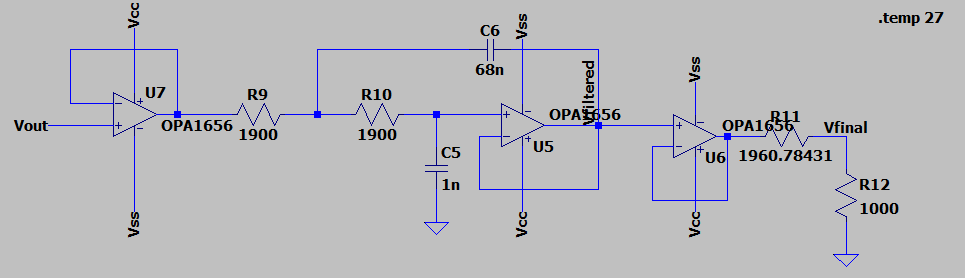 .temp 27
Vcc
U7
OPA1656
Vout
Vss
R9
1900
C6
68n
R10
1900
C5
1n
Vss
OPA1656
U5
Vcc
Vfiltered
Vss
OPA1656
U6
Vcc
R11
1960.78431
Vfinal
R12
1000